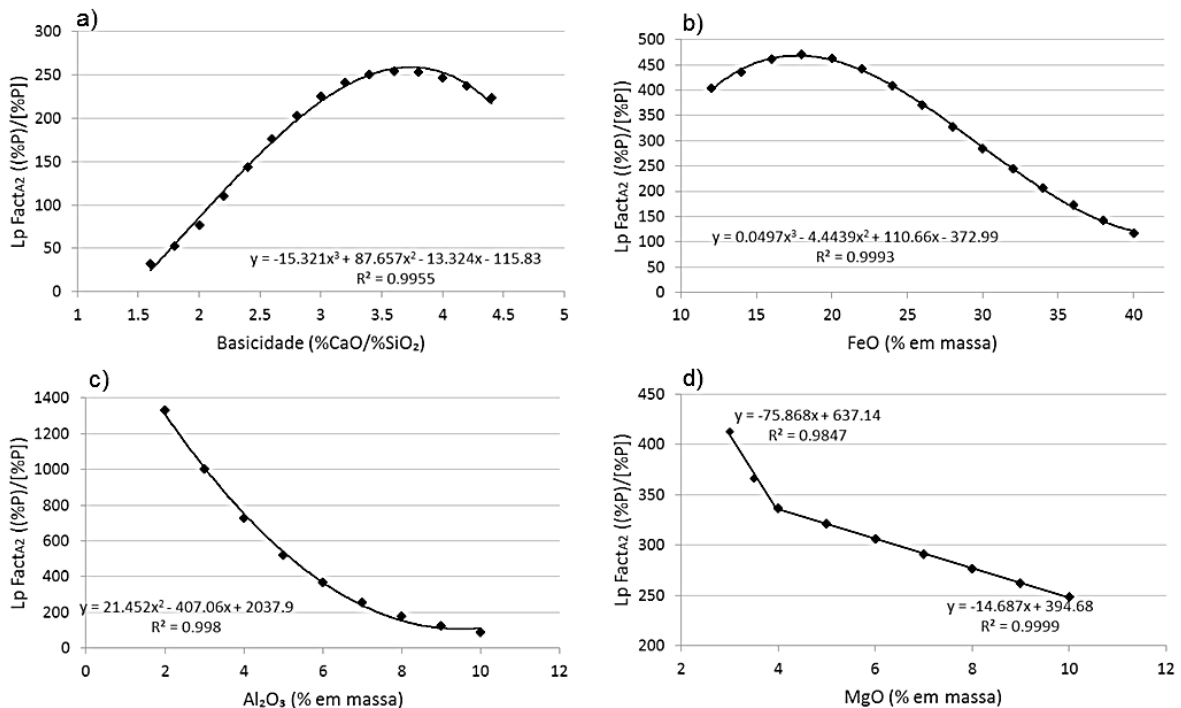 a)
Lp Fact_A2 ((%P)/[%P])
300
250
200
150
100
50
0
y = -15.321x³ + 87.657x² - 13.324x - 115.83
R² = 0.9955
1 1.5 2 2.5 3 3.5 4 4.5 5
Basicidade (%CaO/%SiO₂)
b)
Lp Fact_A2 ((%P)/[%P])
500
450
400
350
300
250
200
150
100
50
0
y = 0.0497x³ - 4.4439x² + 110.66x - 372.99
R² = 0.9993
10 15 20 25 30 35 40
FeO (% em massa)
c)
Lp Fact_A2 ((%P)/[%P])
1400
1200
1000
800
600
400
200
0
y = 21.452x² - 407.06x + 2037.9
R² = 0.998
0 2 4 6 8 10 12
Al₂O₃ (% em massa)
d)
Lp Fact_A2 ((%P)/[%P])
450
400
350
300
250
200
y = -75.868x + 637.14
R² = 0.9847
y = -14.687x + 394.68
R² = 0.9999
2 4 6 8 10 12
MgO (% em massa)